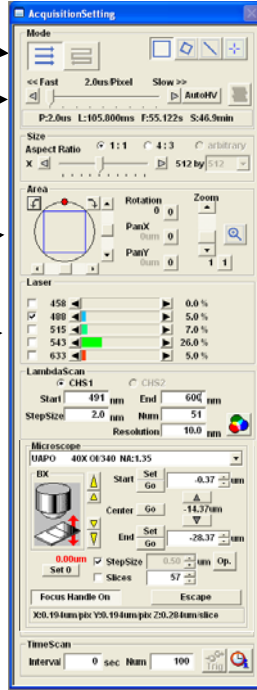 AcquisitionSetting
Mode
<< Fast 2.0us/Pixel Slow >>
AutoHV
P:2.0us L:105.800ms F:55.122s S:46.9min
Size
Aspect Ratio 1:1 4:3 arbitrary
X 512 by 512
Area
Rotation Zoom
0 0
PanX
0um 0
PanY
0um 0 1 1
Laser
458 0.0 %
488 5.0 %
515 7.0 %
543 26.0 %
633 5.0 %
LambdaScan
CHS1 CHS2
Start 491 nm End 600 nm
StepSize 2.0 nm Num 51
Resolution 10.0 nm
Microscope
UAPO 40X OI/340 NA:1.35
BX Start Set Go -0.37 um
Center Go -14.37um
End Set Go -28.37 um
0.00um StepSize 0.50 um Op.
Set 0 Slices 57
Focus Handle On Escape
X:0.194um/pix Y:0.194um/pix Z:0.284um/slice
TimeScan
Interval 0 sec Num 100 Trig